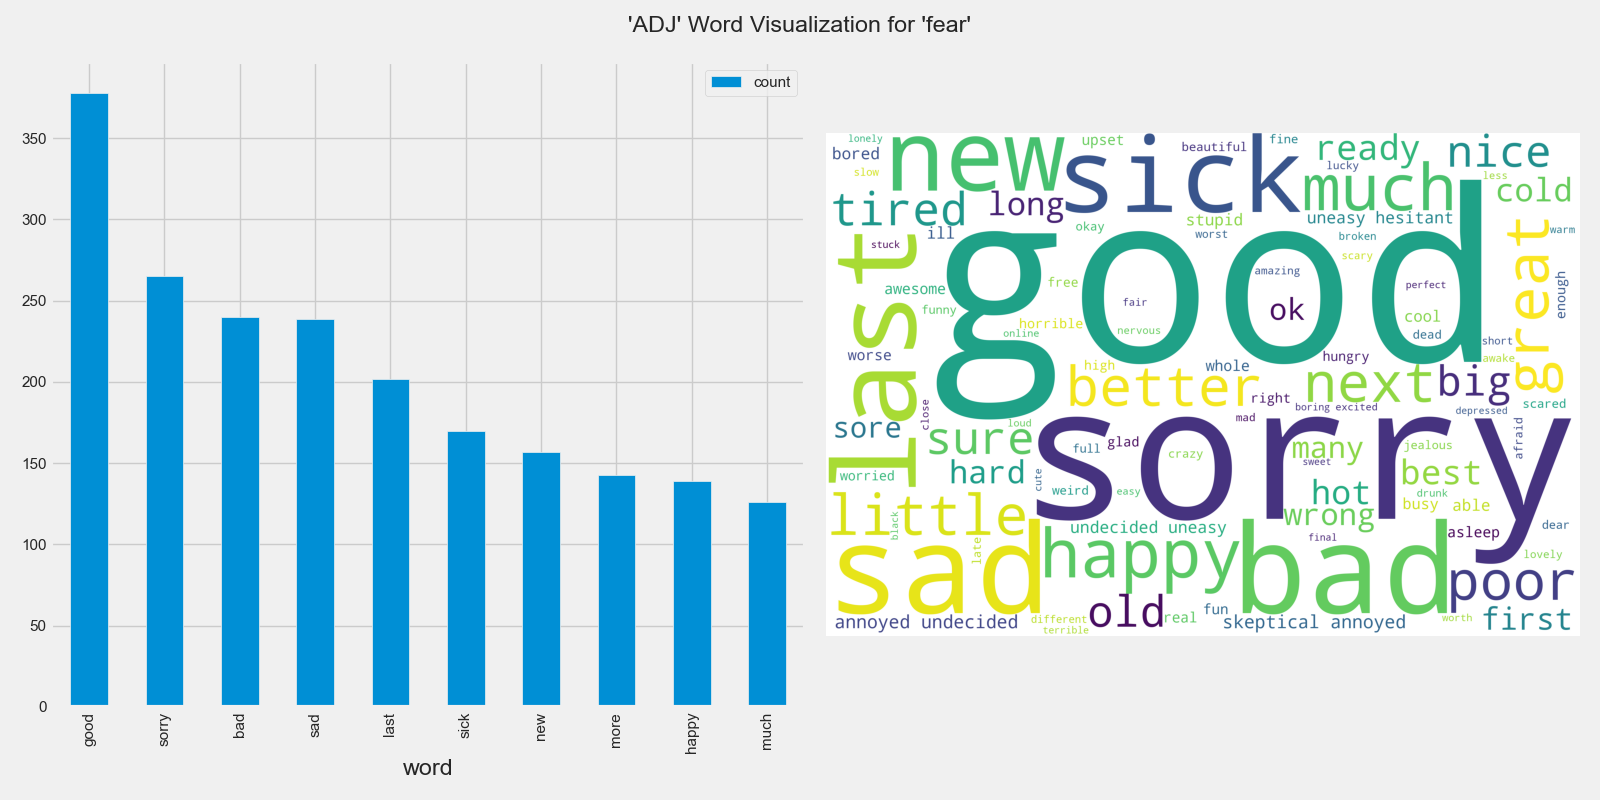 'ADJ' Word Visualization for 'fear'
count
350
300
250
200
150
100
50
0
good sorry bad sad last sick new more happy much
word
lonely new upset sick beautiful fine ready nice
bored lucky less
slow tired long much cold
stupid uneasy hesitant
ill okay worst broken warm
last stuck good scary great
amazing
awesome free perfect enough
fair ok
funny horrible nervous cool
online dead short
worse whole hungry awake
high better next big
right scared
close boring excited depressed
sore sure loud mad sorry afraid
glad many jealous
full crazy sweet best
worried hard cute weird easy hot drunk
little black wrong busy able
undecided uneasy asleep dear
late final lovely
sad happy bad poor
old fun
annoyed undecided different real skeptical annoyed worth first
terrible